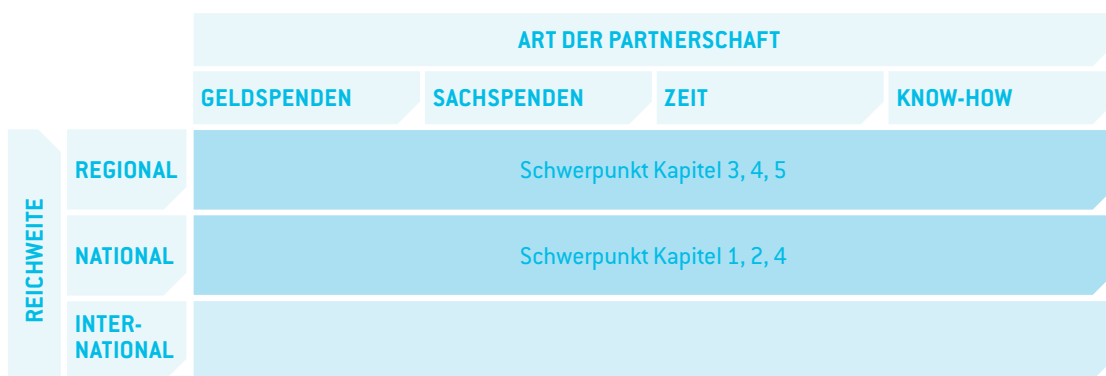 ART DER PARTNERSCHAFT
GELDSPENDEN SACHSPENDEN ZEIT KNOW-HOW
REICHWEITE
REGIONAL Schwerpunkt Kapitel 3, 4, 5
NATIONAL Schwerpunkt Kapitel 1, 2, 4
INTER-
NATIONAL